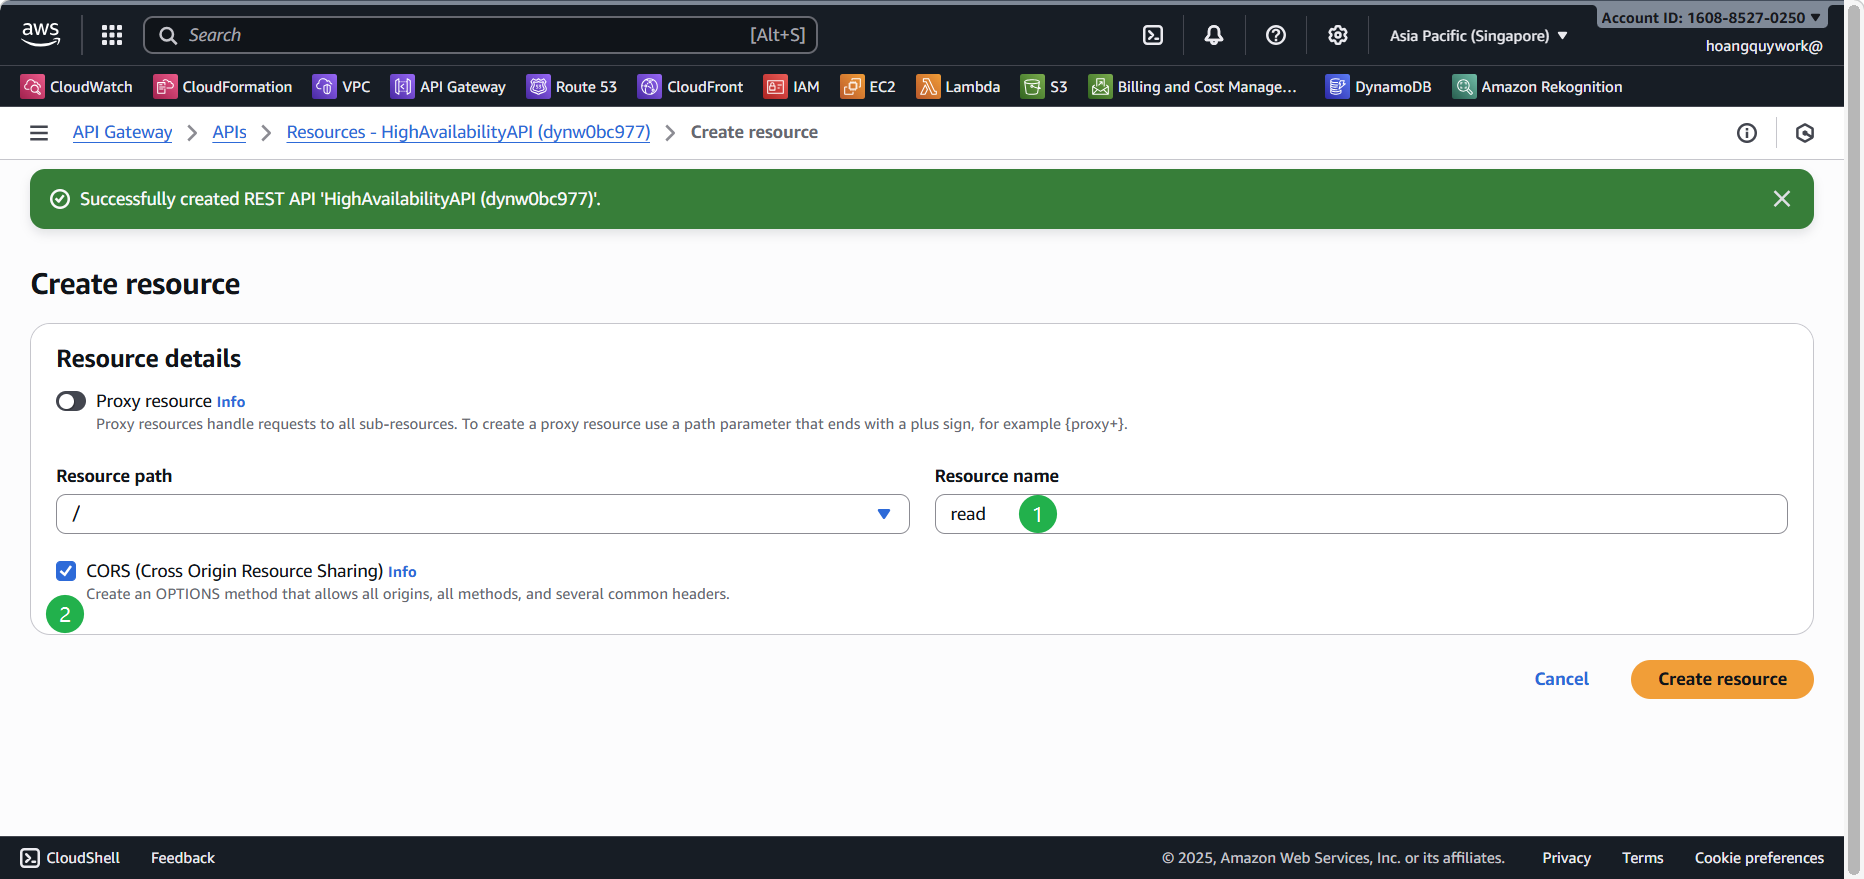 aws
Search [Alt+S]
Asia Pacific (Singapore)
Account ID: 1608-8527-0250
hoangquywork@
CloudWatch CloudFormation VPC API Gateway Route 53 CloudFront IAM EC2 Lambda S3 Billing and Cost Manage... DynamoDB Amazon Rekognition
API Gateway APIs Resources - HighAvailabilityAPI (dynw0bc977) Create resource
Successfully created REST API 'HighAvailabilityAPI (dynw0bc977)'.
Create resource
Resource details
Proxy resource Info
Proxy resources handle requests to all sub-resources. To create a proxy resource use a path parameter that ends with a plus sign, for example {proxy+}.
Resource path
/
Resource name
read
1
CORS (Cross Origin Resource Sharing) Info
Create an OPTIONS method that allows all origins, all methods, and several common headers.
2
Cancel Create resource
CloudShell Feedback © 2025, Amazon Web Services, Inc. or its affiliates. Privacy Terms Cookie preferences